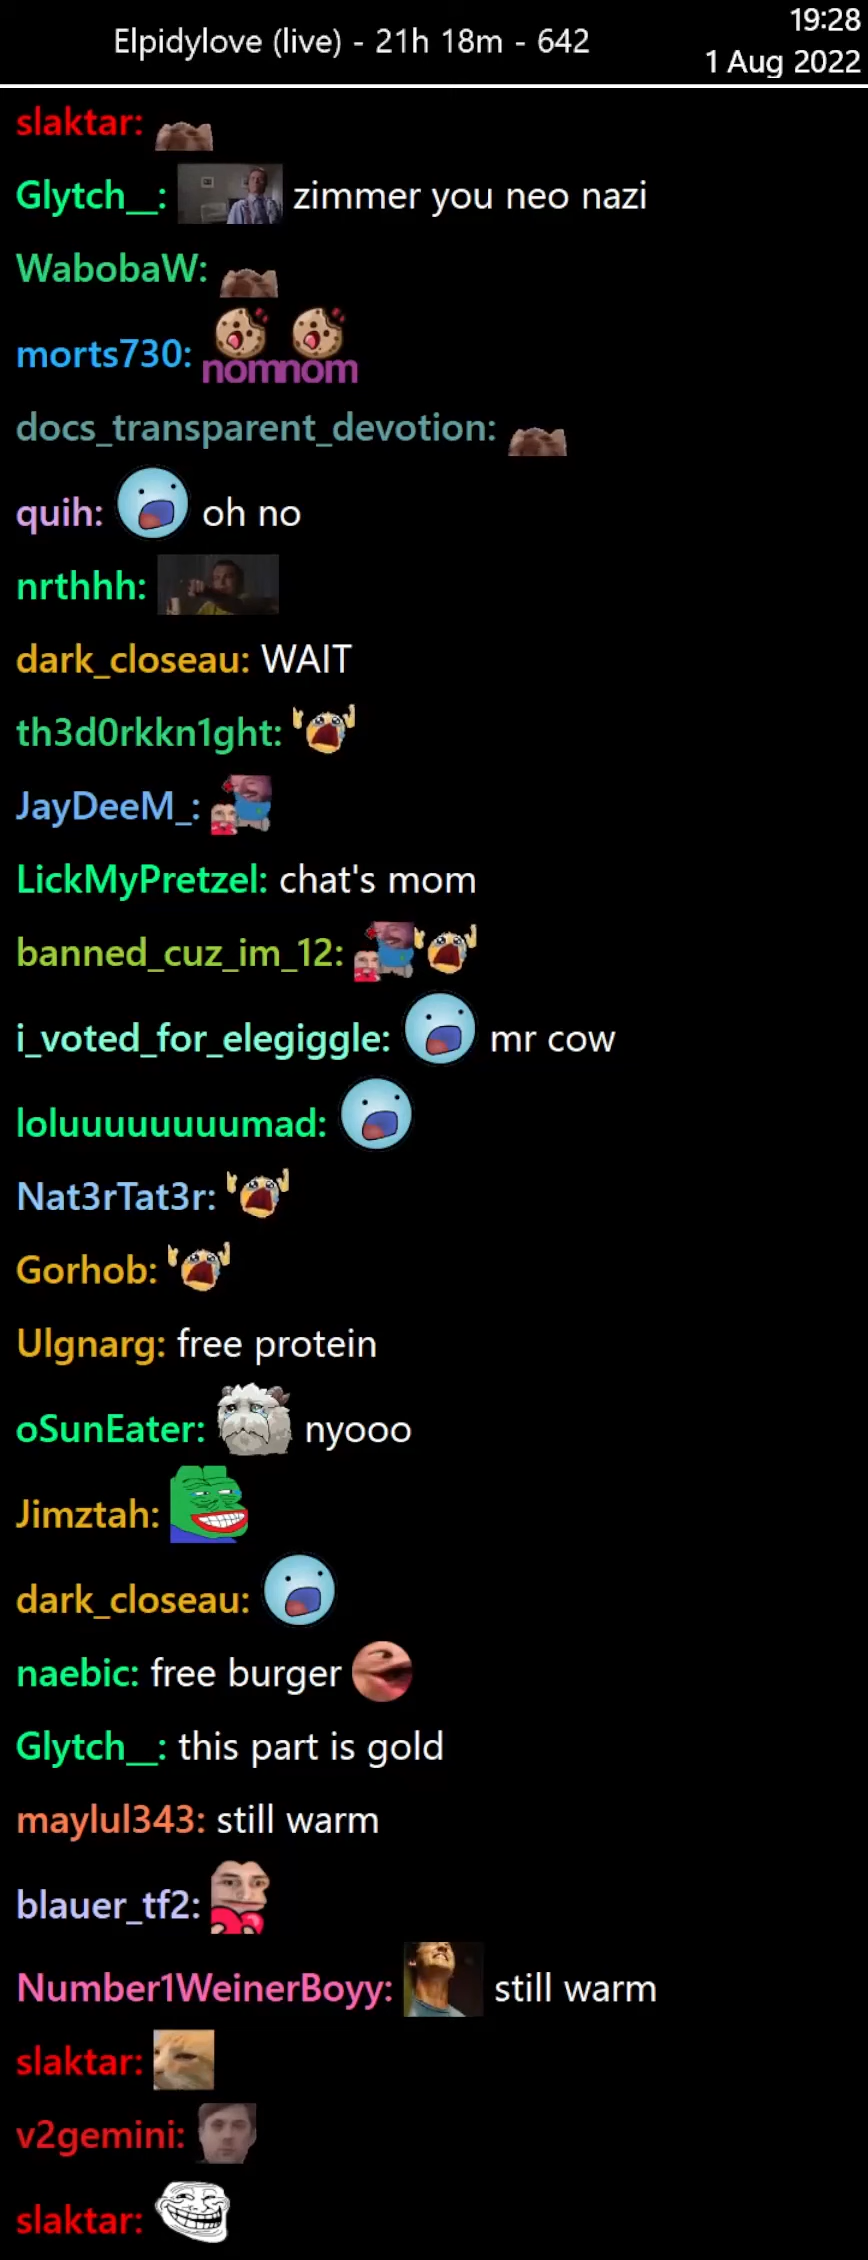 Elpidylove (live) - 21h 18m - 642
19:28
1 Aug 2022
slaktar:
Glytch__: zimmer you neo nazi
WabobaW:
morts730: nomnom
docs_transparent_devotion:
quih: oh no
nrthhh:
dark_closeau: WAIT
th3d0rkkn1ght:
JayDeeM_:
LickMyPretzel: chat's mom
banned_cuz_im_12:
i_voted_for_elegiggle: mr cow
loluuuuuuuumad:
Nat3rTat3r:
Gorhob:
Ulgnarg: free protein
oSunEater: nyooo
Jimztah:
dark_closeau:
naebic: free burger
Glytch__: this part is gold
maylul343: still warm
blauer_tf2:
Number1WeinerBoyy: still warm
slaktar:
v2gemini:
slaktar: